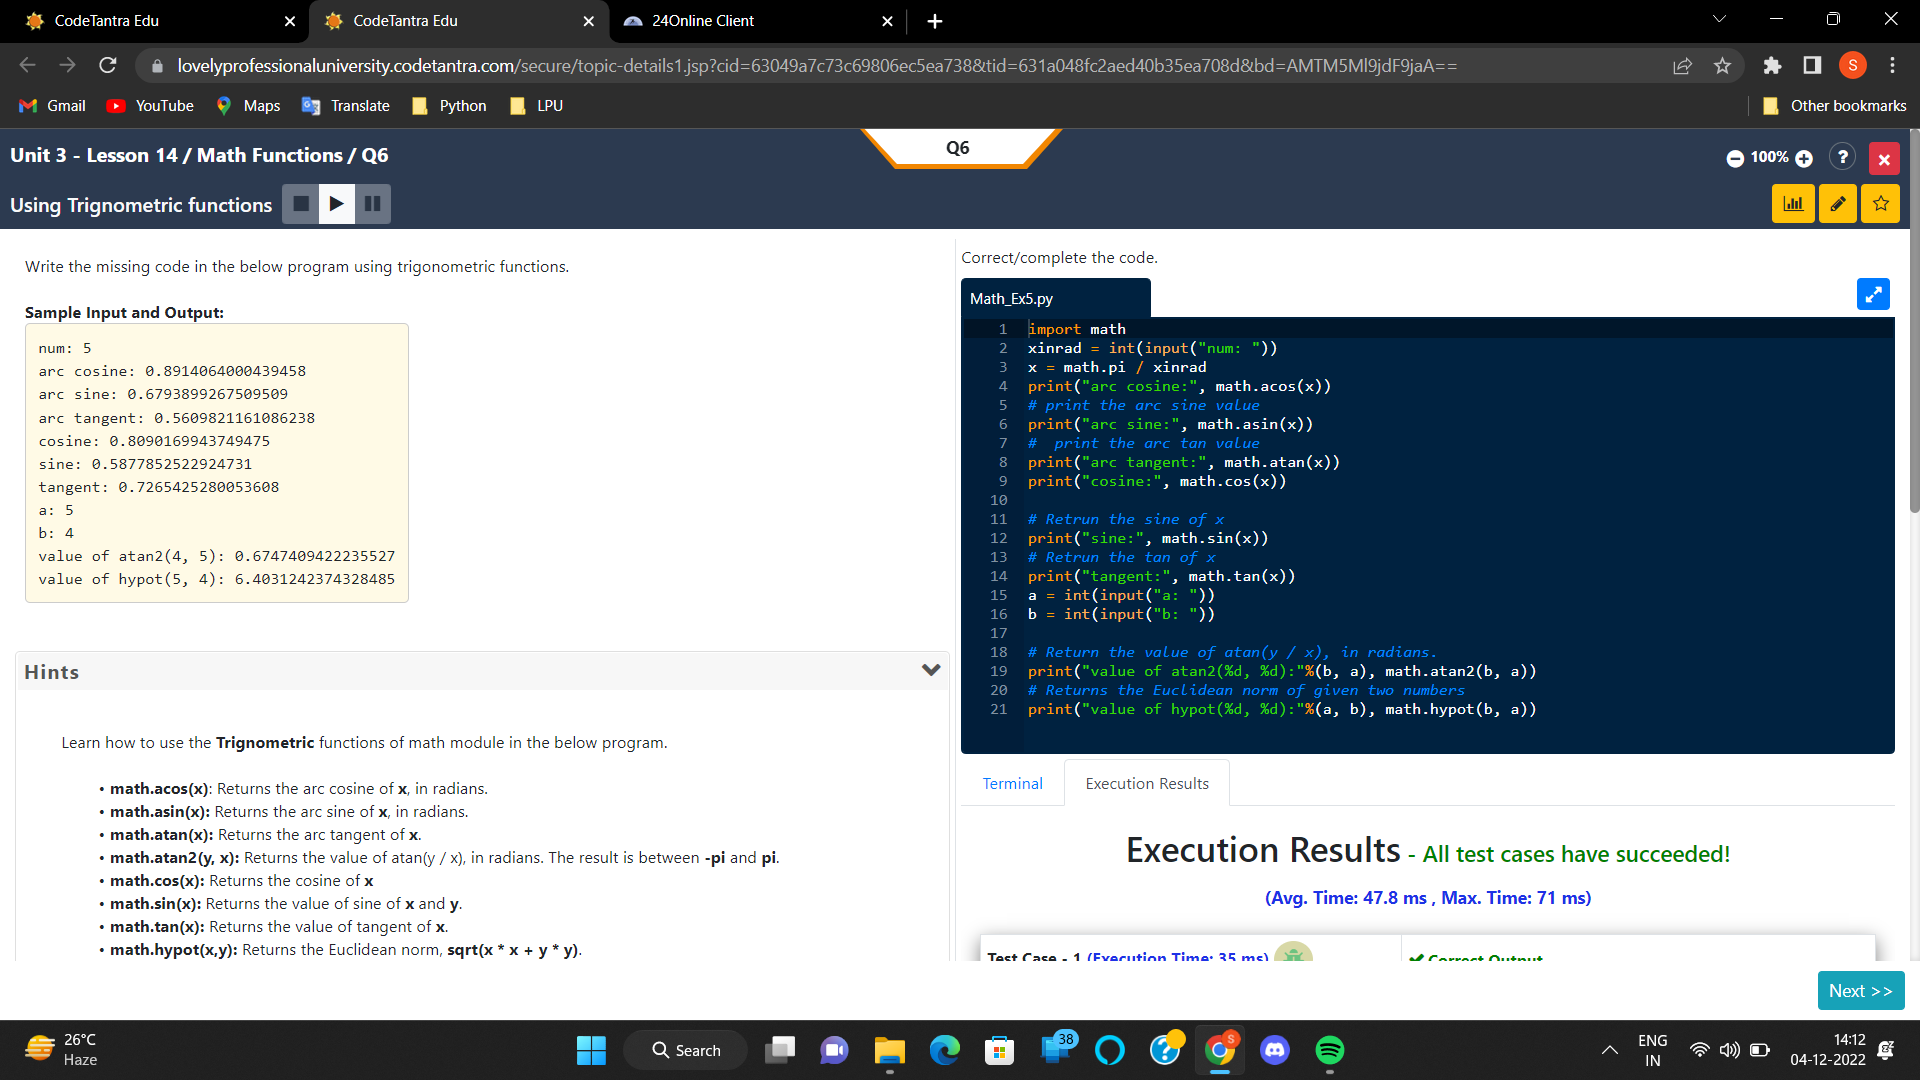 CodeTantra Edu
CodeTantra Edu
24Online Client
lovelyprofessionaluniversity.codetantra.com/secure/topic-details1.jsp?cid=63049a7c73c69806ec5ea738&tid=631a048fc2aed40b35ea708d&bd=AMTM5Ml9jdF9jaA==
S
Gmail
YouTube
Maps
Translate
Python
LPU
Other bookmarks
Unit 3 - Lesson 14 / Math Functions / Q6
Q6
100%
?
Using Trignometric functions
Write the missing code in the below program using trigonometric functions.
Sample Input and Output:
num: 5
arc cosine: 0.8914064000439458
arc sine: 0.6793899267509509
arc tangent: 0.5609821161086238
cosine: 0.8090169943749475
sine: 0.5877852522924731
tangent: 0.7265425280053608
a: 5
b: 4
value of atan2(4, 5): 0.6747409422235527
value of hypot(5, 4): 6.4031242374328485
Hints
Learn how to use the Trignometric functions of math module in the below program.
• math.acos(x): Returns the arc cosine of x, in radians.
• math.asin(x): Returns the arc sine of x, in radians.
• math.atan(x): Returns the arc tangent of x.
• math.atan2(y, x): Returns the value of atan(y / x), in radians. The result is between -pi and pi.
• math.cos(x): Returns the cosine of x
• math.sin(x): Returns the value of sine of x and y.
• math.tan(x): Returns the value of tangent of x.
• math.hypot(x,y): Returns the Euclidean norm, sqrt(x * x + y * y).
Correct/complete the code.
Math_Ex5.py
1 import math
2 xinrad = int(input("num: "))
3 x = math.pi / xinrad
4 print("arc cosine:", math.acos(x))
5 # print the arc sine value
6 print("arc sine:", math.asin(x))
7 #  print the arc tan value
8 print("arc tangent:", math.atan(x))
9 print("cosine:", math.cos(x))
10
11 # Retrun the sine of x
12 print("sine:", math.sin(x))
13 # Retrun the tan of x
14 print("tangent:", math.tan(x))
15 a = int(input("a: "))
16 b = int(input("b: "))
17
18 # Return the value of atan(y / x), in radians.
19 print("value of atan2(%d, %d):"%(b, a), math.atan2(b, a))
20 # Returns the Euclidean norm of given two numbers
21 print("value of hypot(%d, %d):"%(a, b), math.hypot(b, a))
Terminal
Execution Results
Execution Results - All test cases have succeeded!
(Avg. Time: 47.8 ms , Max. Time: 71 ms)
Test Case - 1 (Execution Time: 35 ms)
Correct Output
Next >>
26°C
Haze
Search
38
S
ENG
IN
14:12
04-12-2022